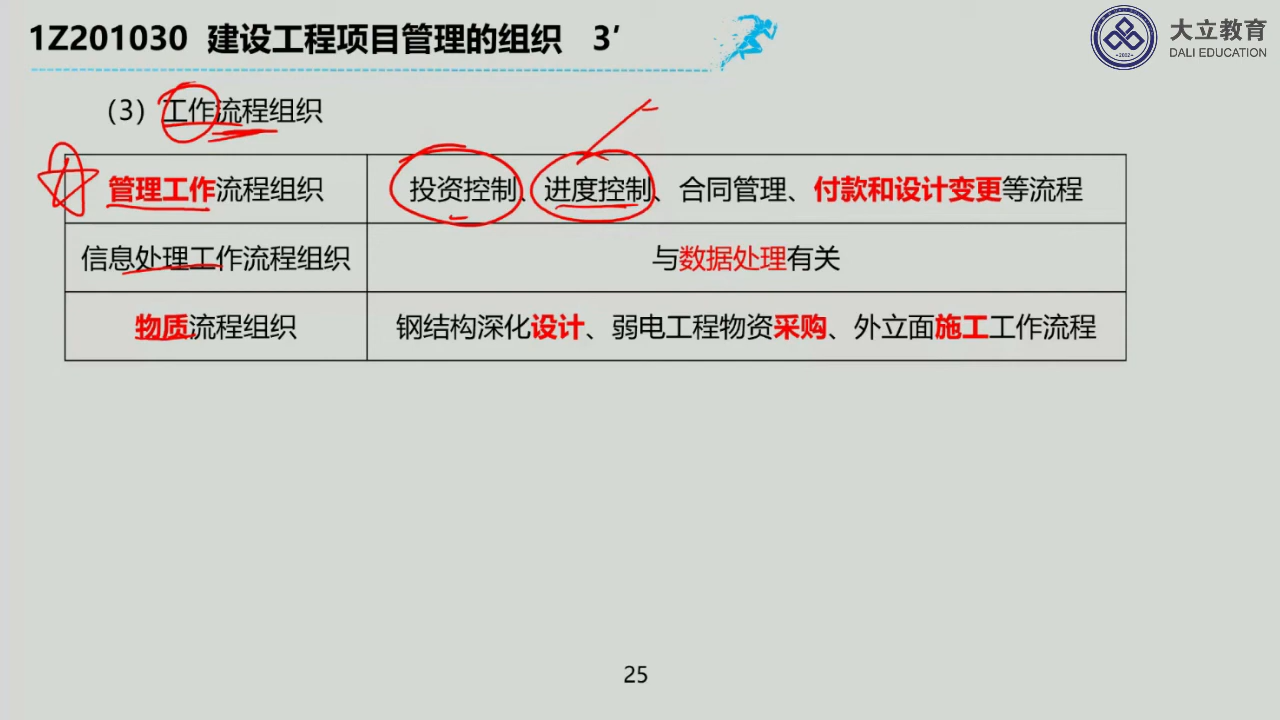 1Z201030 建设工程项目管理的组织 3′
大立教育
DALI EDUCATION
（3）工作流程组织
管理工作流程组织 投资控制、进度控制、合同管理、付款和设计变更等流程
信息处理工作流程组织 与数据处理有关
物质流程组织 钢结构深化设计、弱电工程物资采购、外立面施工工作流程
25